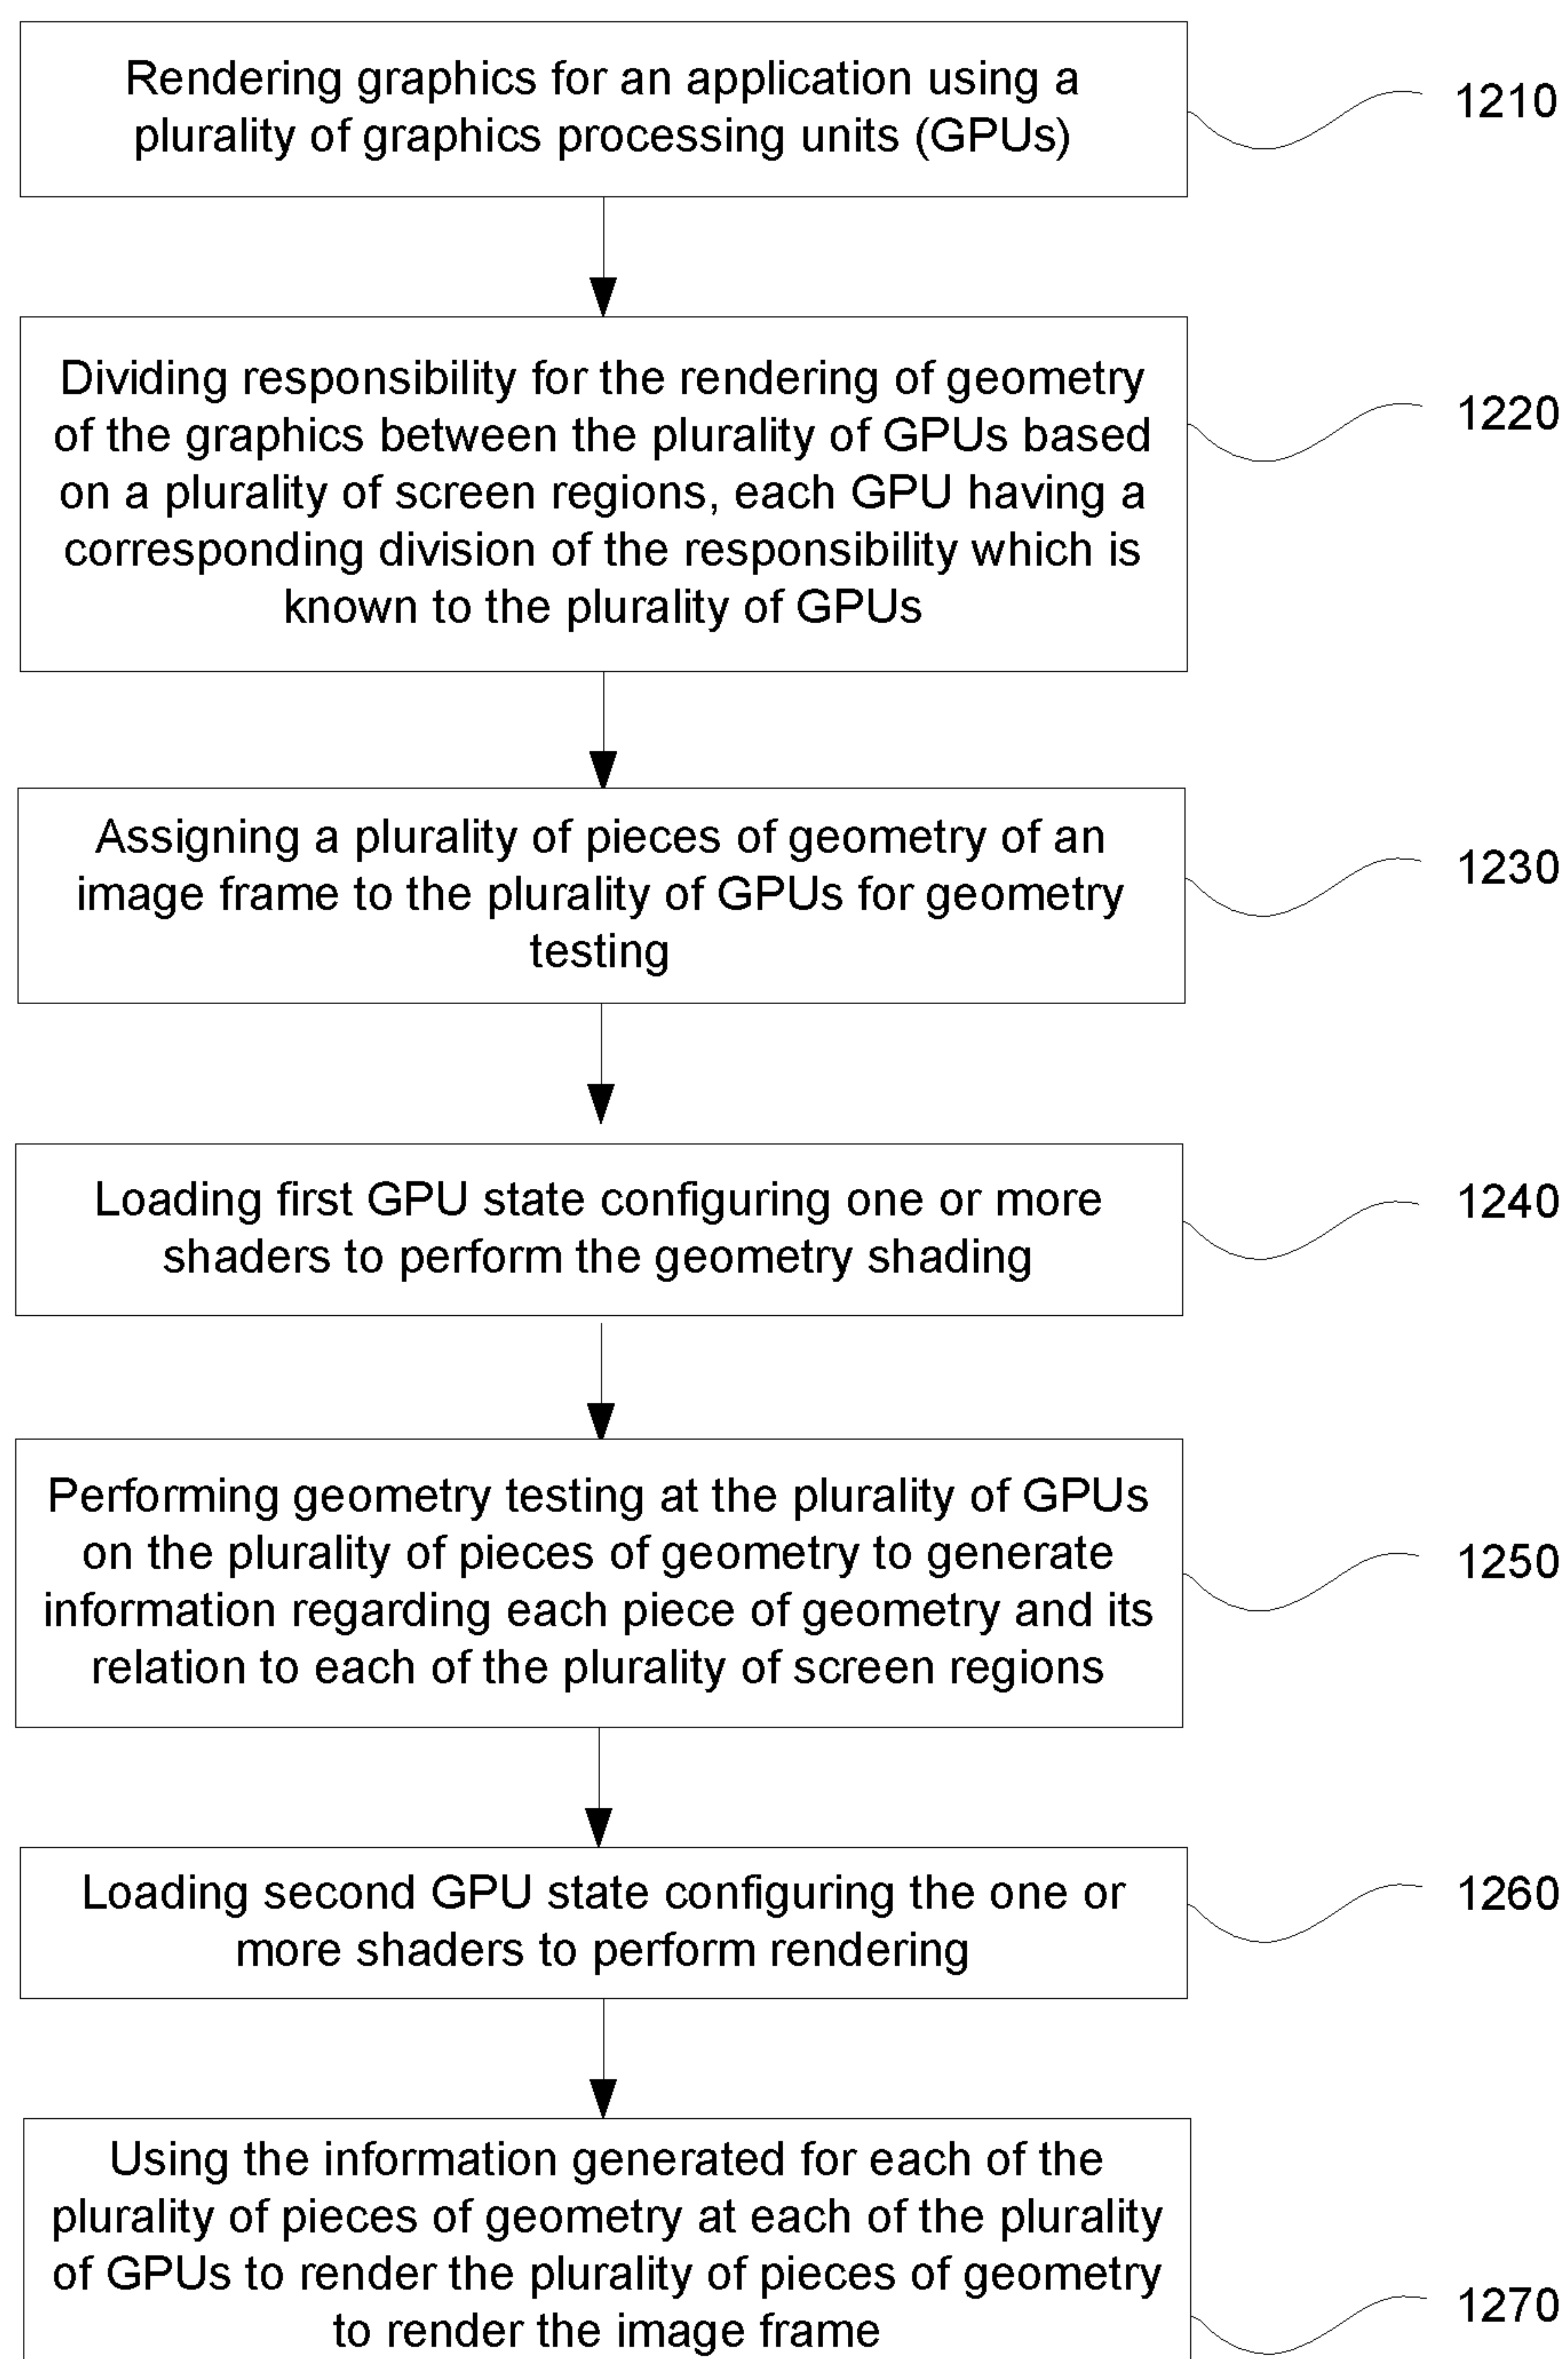 Rendering graphics for an application using a
plurality of graphics processing units (GPUs)
1210
Dividing responsibility for the rendering of geometry
of the graphics between the plurality of GPUs based
on a plurality of screen regions, each GPU having a
corresponding division of the responsibility which is
known to the plurality of GPUs
1220
Assigning a plurality of pieces of geometry of an
image frame to the plurality of GPUs for geometry
testing
1230
Loading first GPU state configuring one or more
shaders to perform the geometry shading
1240
Performing geometry testing at the plurality of GPUs
on the plurality of pieces of geometry to generate
information regarding each piece of geometry and its
relation to each of the plurality of screen regions
1250
Loading second GPU state configuring the one or
more shaders to perform rendering
1260
Using the information generated for each of the
plurality of pieces of geometry at each of the plurality
of GPUs to render the plurality of pieces of geometry
to render the image frame
1270